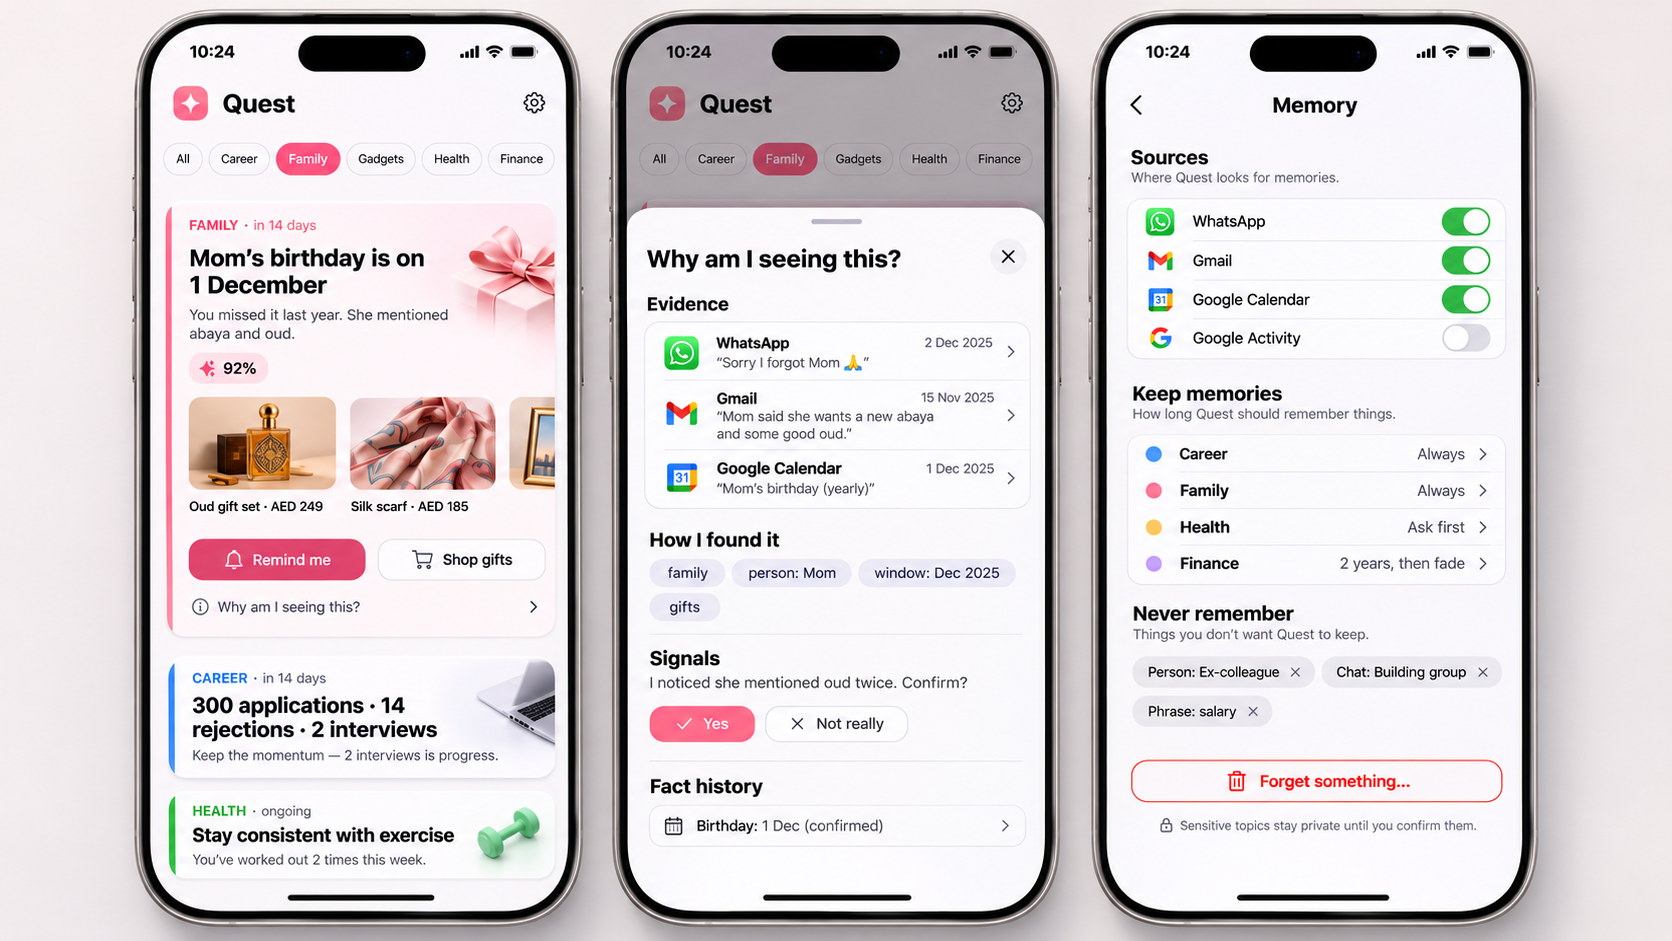 10:24
Quest
All
Career
Family
Gadgets
Health
Finance
FAMILY · in 14 days
Mom's birthday is on
1 December
You missed it last year. She mentioned
abaya and oud.
92%
Oud gift set · AED 249
Silk scarf · AED 185
Remind me
Shop gifts
Why am I seeing this?
CAREER · in 14 days
300 applications · 14
rejections · 2 interviews
Keep the momentum — 2 interviews is progress.
HEALTH · ongoing
Stay consistent with exercise
You've worked out 2 times this week.
10:24
Quest
All
Career
Family
Gadgets
Health
Finance
Why am I seeing this?
Evidence
WhatsApp
2 Dec 2025
“Sorry I forgot Mom 🙏”
Gmail
15 Nov 2025
“Mom said she wants a new abaya
and some good oud.”
31
Google Calendar
1 Dec 2025
“Mom's birthday (yearly)”
How I found it
family
person: Mom
window: Dec 2025
gifts
Signals
I noticed she mentioned oud twice. Confirm?
Yes
Not really
Fact history
Birthday: 1 Dec (confirmed)
10:24
Memory
Sources
Where Quest looks for memories.
WhatsApp
Gmail
31
Google Calendar
Google Activity
Keep memories
How long Quest should remember things.
Career
Always
Family
Always
Health
Ask first
Finance
2 years, then fade
Never remember
Things you don't want Quest to keep.
Person: Ex-colleague
Chat: Building group
Phrase: salary
Forget something...
Sensitive topics stay private until you confirm them.